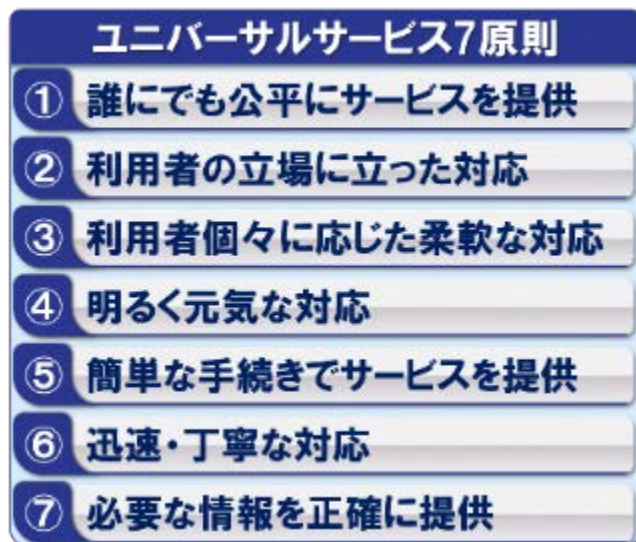 ユニバーサルサービス7原則
① 誰にでも公平にサービスを提供
② 利用者の立場に立った対応
③ 利用者個々に応じた柔軟な対応
④ 明るく元気な対応
⑤ 簡単な手続きでサービスを提供
⑥ 迅速・丁寧な対応
⑦ 必要な情報を正確に提供